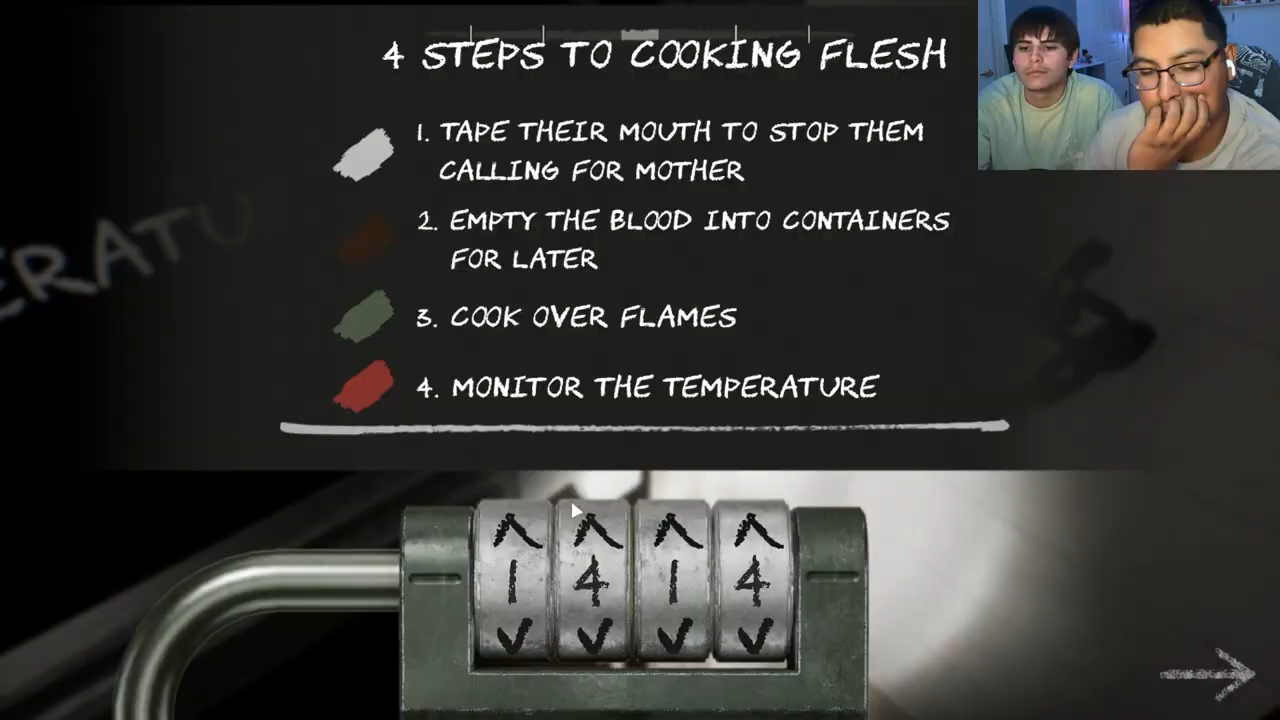 4 STEPS TO COOKING FLESH
1. TAPE THEIR MOUTH TO STOP THEM
CALLING FOR MOTHER
2. EMPTY THE BLOOD INTO CONTAINERS
FOR LATER
ERATU
3. COOK OVER FLAMES
4. MONITOR THE TEMPERATURE
1 4 1 4